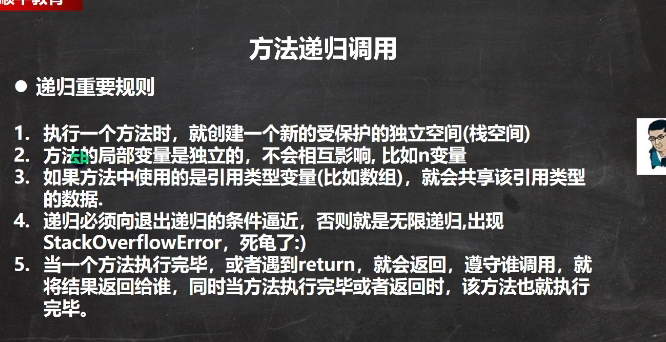 方法递归调用
● 递归重要规则
1. 执行一个方法时，就创建一个新的受保护的独立空间(栈空间)
2. 方法的局部变量是独立的，不会相互影响, 比如n变量
3. 如果方法中使用的是引用类型变量(比如数组)，就会共享该引用类型
的数据.
4. 递归必须向退出递归的条件逼近，否则就是无限递归,出现
StackOverflowError，死龟了:)
5. 当一个方法执行完毕，或者遇到return，就会返回，遵守谁调用，就
将结果返回给谁，同时当方法执行完毕或者返回时，该方法也就执行
完毕。